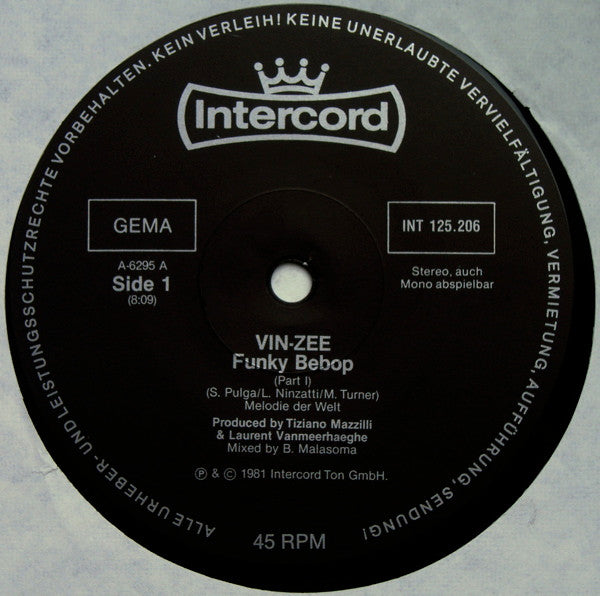 ALLE URHEBER- UND LEISTUNGSSCHUTZRECHTE VORBEHALTEN. KEIN VERLEIH! KEINE UNERLAUBTE VERVIELFÄLTIGUNG, VERMIETUNG, AUFFÜHRUNG, SENDUNG!
Intercord
GEMA
INT 125.206
A-6295 A
Side 1
(8:09)
Stereo, auch
Mono abspielbar
VIN-ZEE
Funky Bebop
(Part I)
(S. Pulga/L. Ninzatti/M. Turner)
Melodie der Welt
Produced by Tiziano Mazzilli
& Laurent Vanmeerhaeghe
Mixed by B. Malasoma
℗ & © 1981 Intercord Ton GmbH.
45 RPM